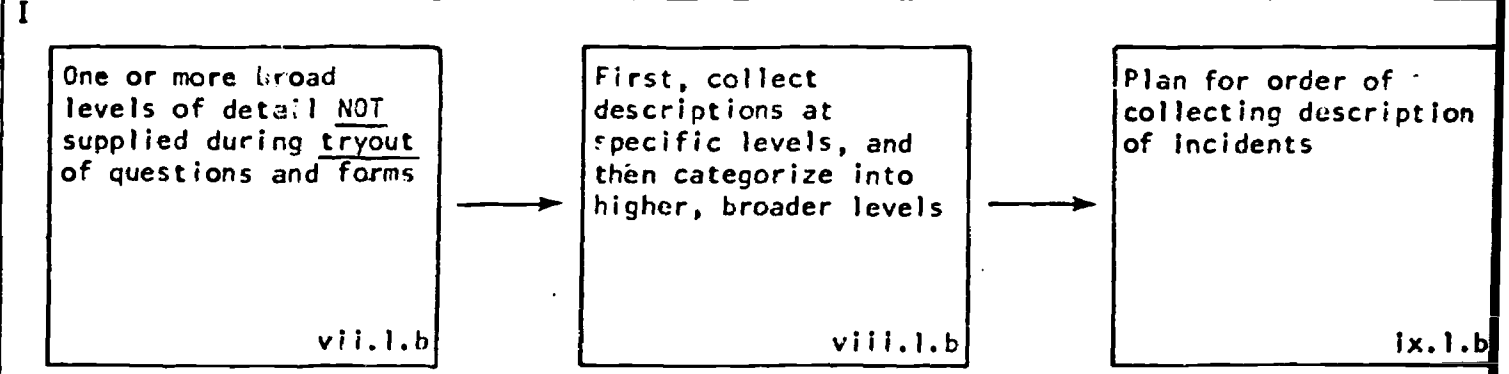 I
One or more broad
levels of detail NOT
supplied during tryout
of questions and forms
vii.1.b
First, collect
descriptions at
specific levels, and
then categorize into
higher, broader levels
viii.1.b
Plan for order of
collecting description
of incidents
ix.1.b